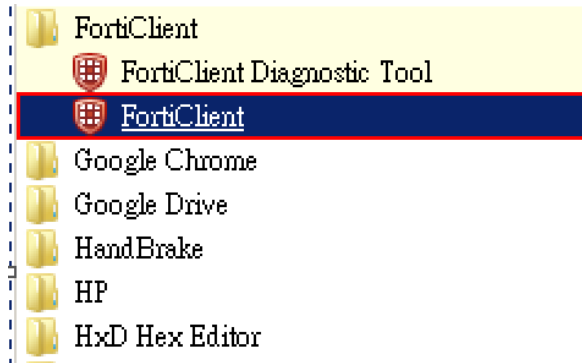 FortiClient
FortiClient Diagnostic Tool
FortiClient
Google Chrome
Google Drive
HandBrake
HP
HxD Hex Editor